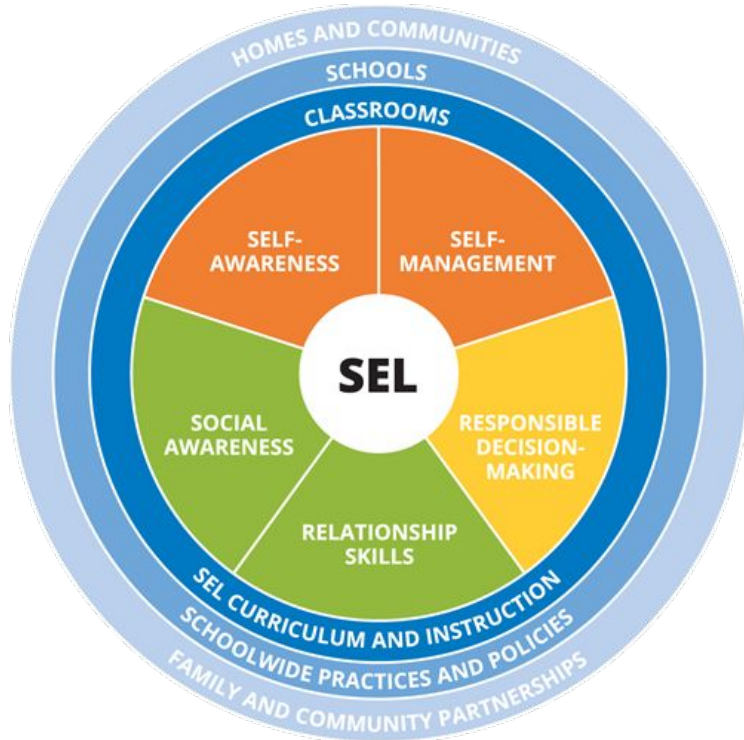 HOMES AND COMMUNITIES
SCHOOLS
CLASSROOMS
SELF-
AWARENESS
SELF-
MANAGEMENT
SEL
SOCIAL
AWARENESS
RESPONSIBLE
DECISION-
MAKING
RELATIONSHIP
SKILLS
SEL CURRICULUM AND INSTRUCTION
SCHOOLWIDE PRACTICES AND POLICIES
FAMILY AND COMMUNITY PARTNERSHIPS